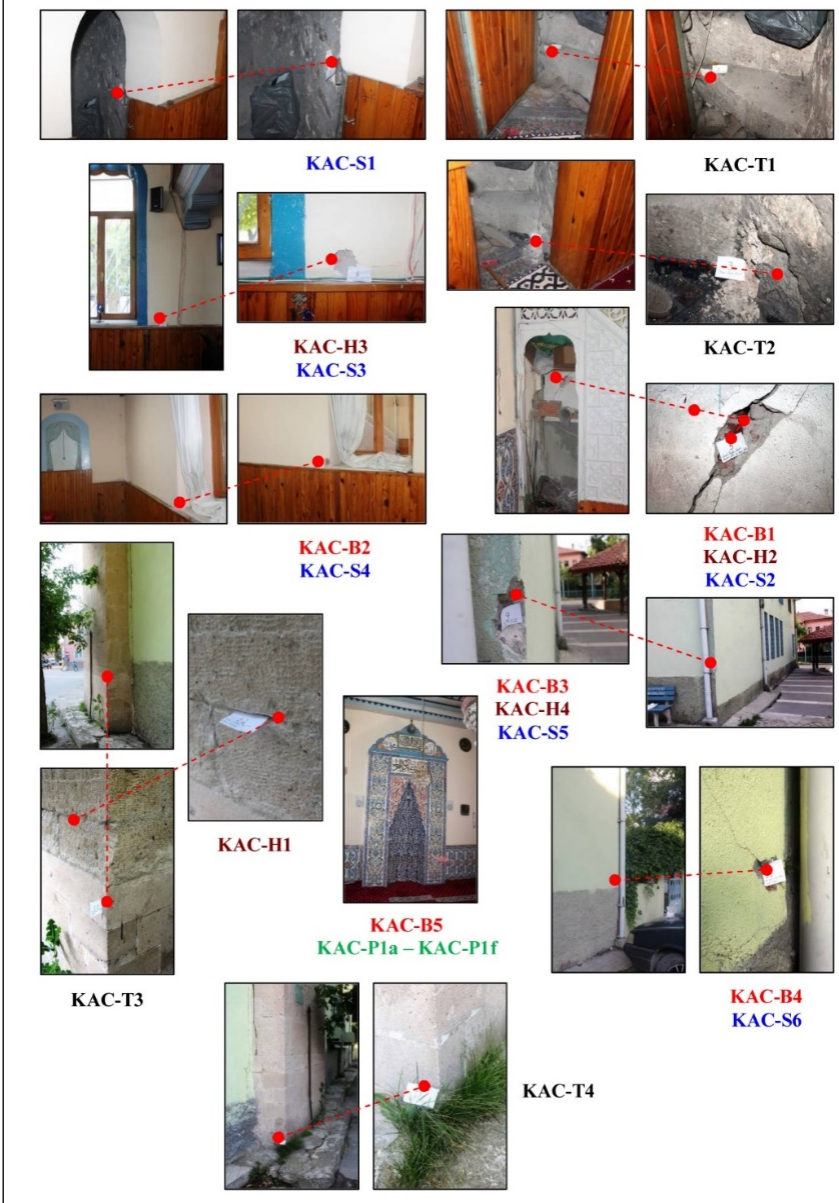 KAC-S1
KAC-T1
KAC-H3
KAC-S3
KAC-T2
KAC-B2
KAC-S4
KAC-B1
KAC-H2
KAC-S2
KAC-B3
KAC-H4
KAC-S5
KAC-H1
KAC-B5
KAC-P1a – KAC-P1f
KAC-T3
KAC-B4
KAC-S6
KAC-T4